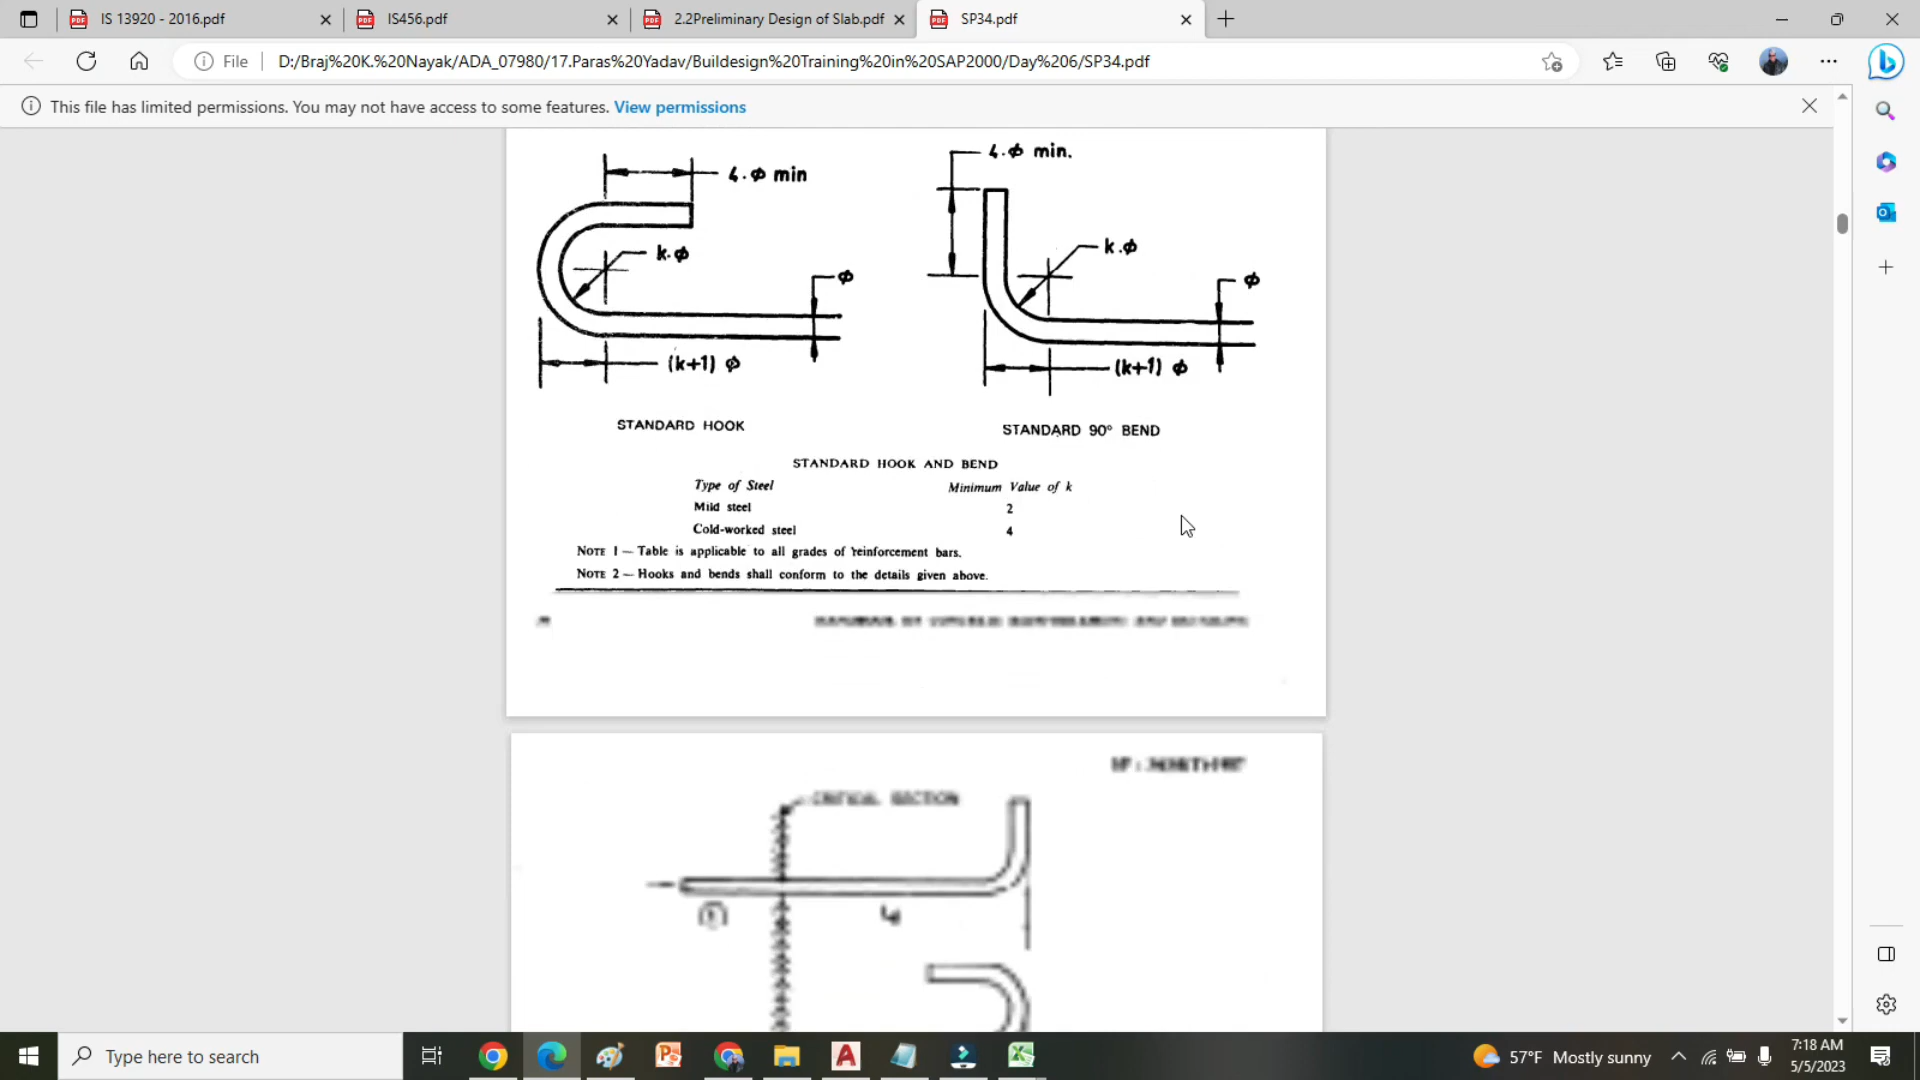 IS 13920 - 2016.pdf
IS456.pdf
2.2Preliminary Design of Slab.pdf
SP34.pdf
File
D:/Braj%20K.%20Nayak/ADA_07980/17.Paras%20Yadav/Buildesign%20Training%20in%20SAP2000/Day%206/SP34.pdf
This file has limited permissions. You may not have access to some features. View permissions
4.ϕ min
4.ϕ min.
k.ϕ
k.ϕ
ϕ
ϕ
(k+1) ϕ
(k+1) ϕ
STANDARD HOOK
STANDARD 90° BEND
STANDARD HOOK AND BEND
Type of Steel Minimum Value of k
Mild steel 2
Cold-worked steel 4
NOTE 1 — Table is applicable to all grades of reinforcement bars.
NOTE 2 — Hooks and bends shall conform to the details given above.
CRITICAL SECTION
Type here to search
57°F Mostly sunny
7:18 AM
5/5/2023